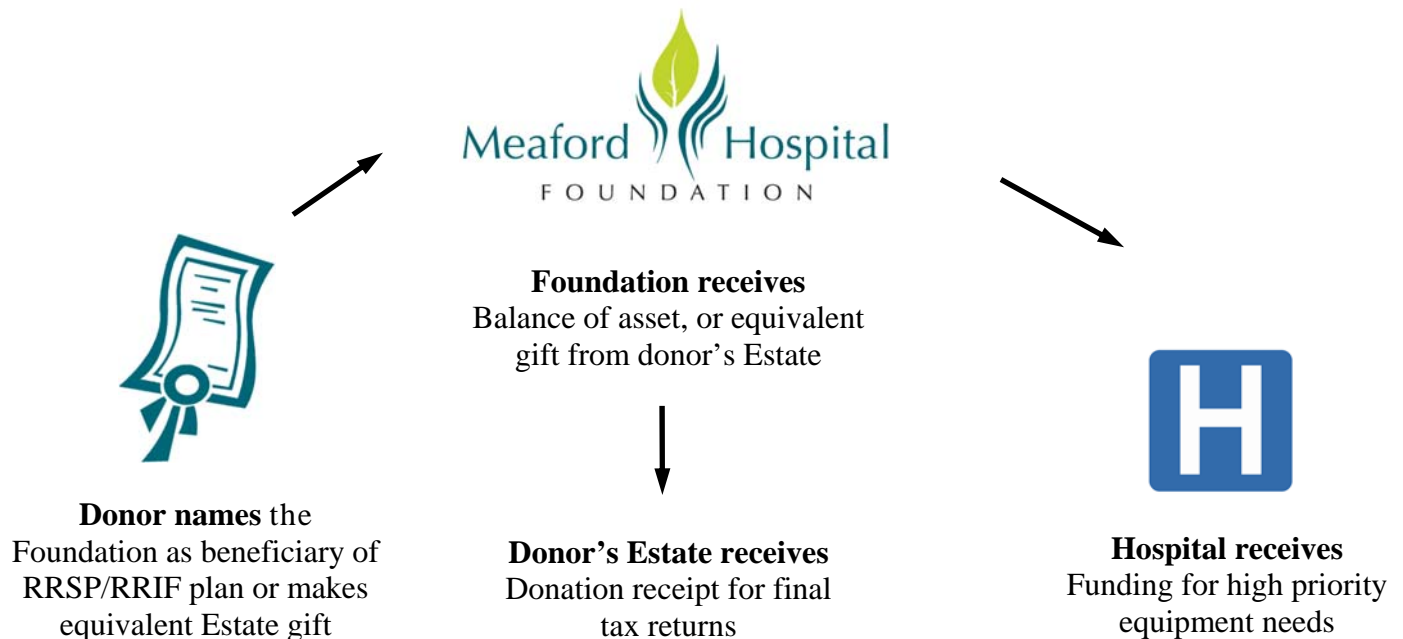 Meaford Hospital
FOUNDATION
Foundation receives
Balance of asset, or equivalent
gift from donor’s Estate
H
Donor names the
Foundation as beneficiary of
RRSP/RRIF plan or makes
equivalent Estate gift
Donor’s Estate receives
Donation receipt for final
tax returns
Hospital receives
Funding for high priority
equipment needs